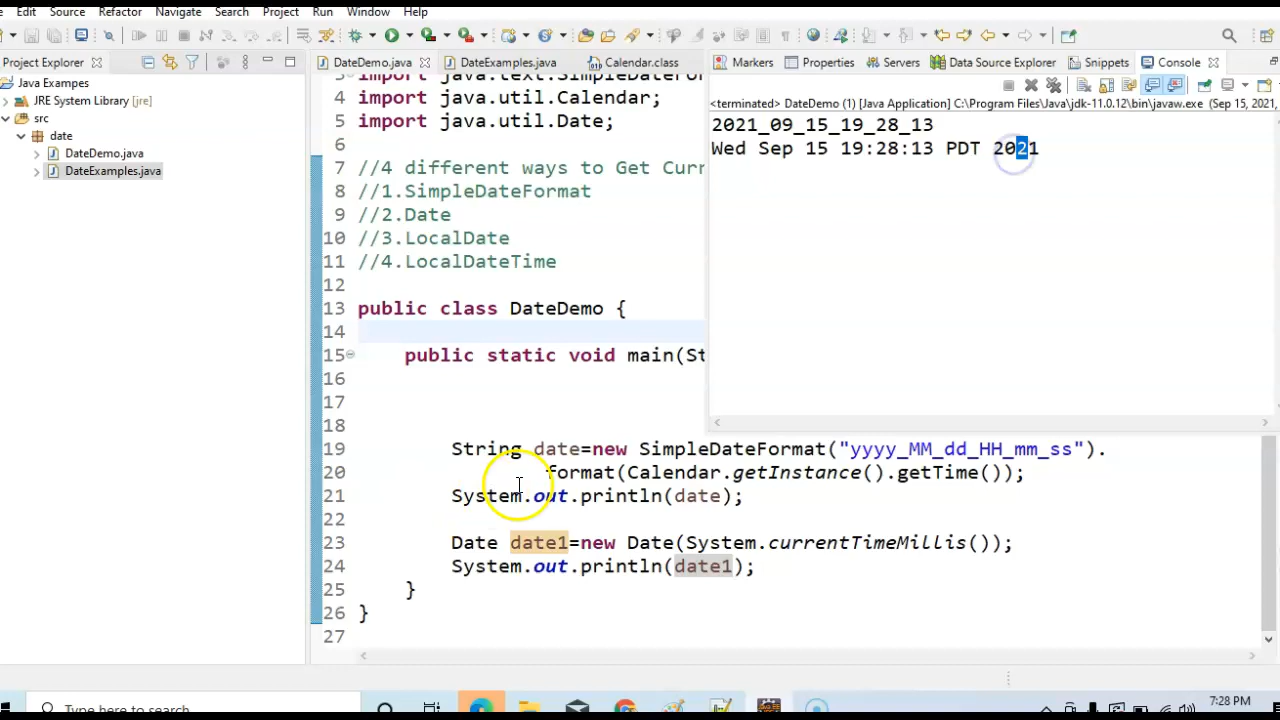 Edit Source Refactor Navigate Search Project Run Window Help
Project Explorer
DateDemo.java
DateExamples.java
Calendar.class
Markers
Properties
Servers
Data Source Explorer
Snippets
Console
Java Exampes
JRE System Library [jre]
src
date
DateDemo.java
DateExamples.java
<terminated> DateDemo (1) [Java Application] C:\Program Files\Java\jdk-11.0.12\bin\javaw.exe (Sep 15, 2021,
2021_09_15_19_28_13
Wed Sep 15 19:28:13 PDT 2021
3 import java.text.SimpleDateFor
4 import java.util.Calendar;
5 import java.util.Date;
6
7 //4 different ways to Get Curr
8 //1.SimpleDateFormat
9 //2.Date
10 //3.LocalDate
11 //4.LocalDateTime
12
13 public class DateDemo {
14
15 public static void main(St
16
17
18
19 String date=new SimpleDateFormat("yyyy_MM_dd_HH_mm_ss").
20 format(Calendar.getInstance().getTime());
21 System.out.println(date);
22
23 Date date1=new Date(System.currentTimeMillis());
24 System.out.println(date1);
25 }
26 }
27
Type here to search
7:28 PM